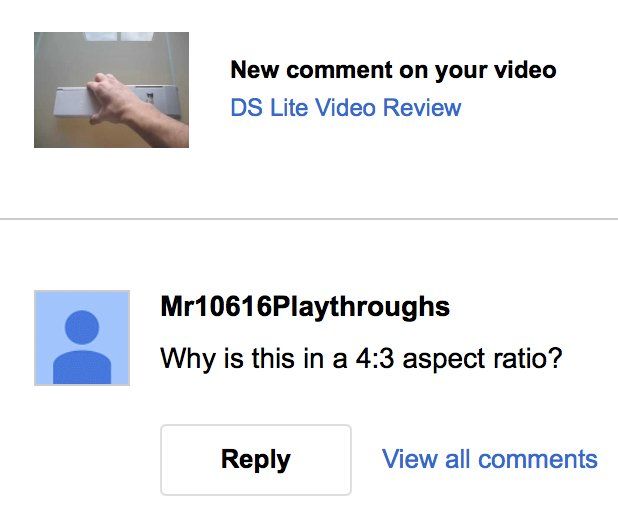 New comment on your video
DS Lite Video Review
Mr10616Playthroughs
Why is this in a 4:3 aspect ratio?
Reply
View all comments